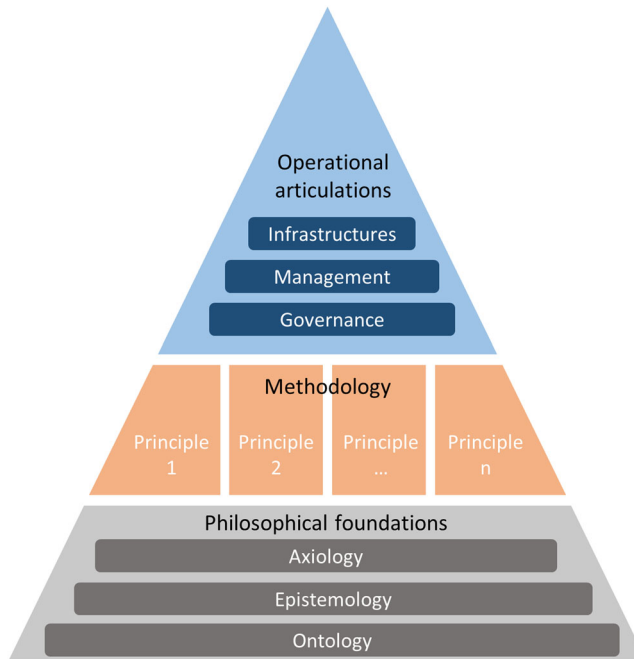 Operational
articulations
Infrastructures
Management
Governance
Methodology
Principle 1
Principle 2
Principle ...
Principle n
Philosophical foundations
Axiology
Epistemology
Ontology